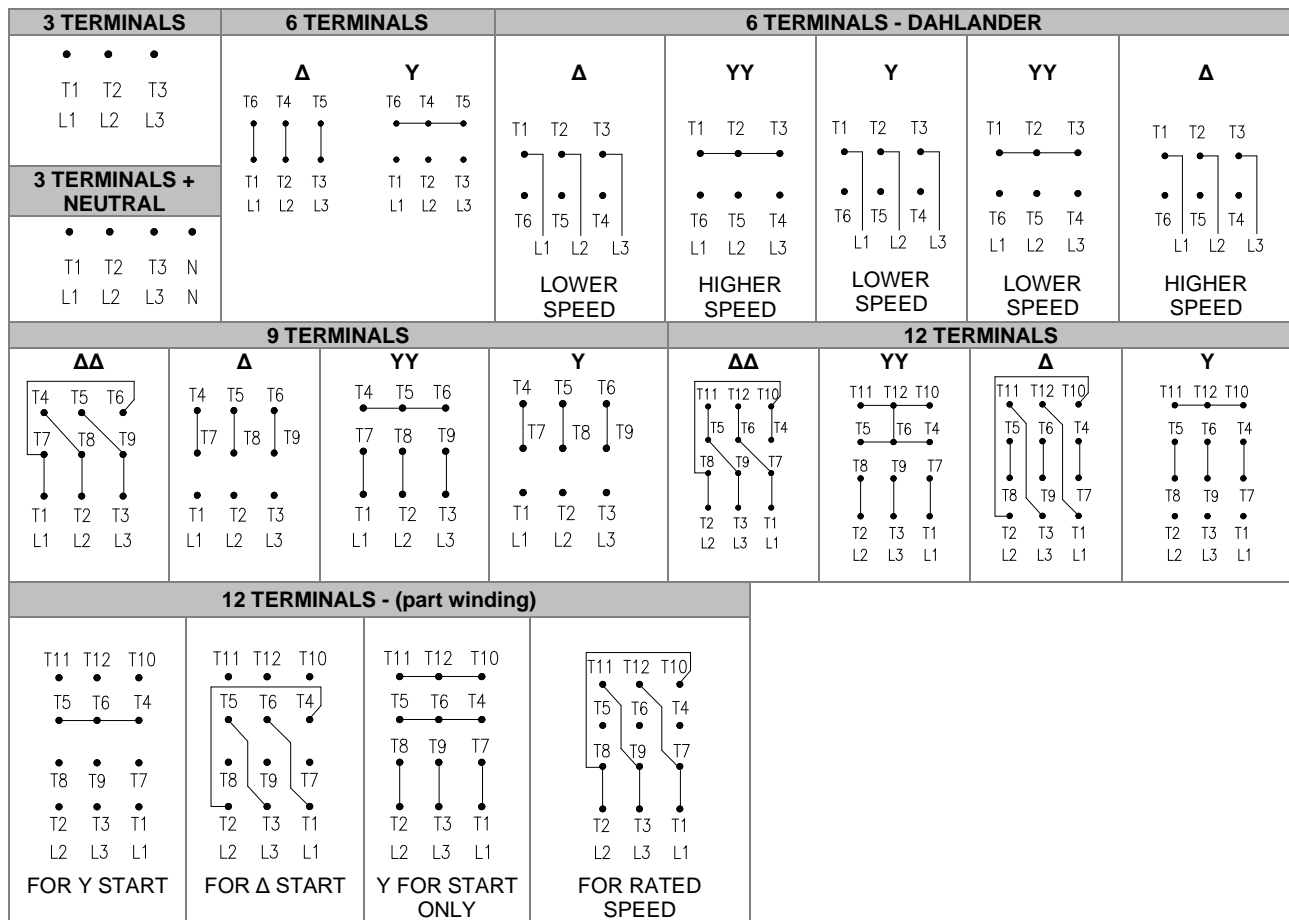 3 TERMINALS
6 TERMINALS
6 TERMINALS - DAHLANDER
T1 T2 T3
L1 L2 L3
3 TERMINALS +
NEUTRAL
T1 T2 T3 N
L1 L2 L3 N
Δ
T6 T4 T5
T1 T2 T3
L1 L2 L3
Y
T6 T4 T5
T1 T2 T3
L1 L2 L3
Δ
T1 T2 T3
T6 T5 T4
L1 L2 L3
LOWER
SPEED
YY
T1 T2 T3
T6 T5 T4
L1 L2 L3
HIGHER
SPEED
Y
T1 T2 T3
T6 T5 T4
L1 L2 L3
LOWER
SPEED
YY
T1 T2 T3
T6 T5 T4
L1 L2 L3
LOWER
SPEED
Δ
T1 T2 T3
T6 T5 T4
L1 L2 L3
HIGHER
SPEED
9 TERMINALS
12 TERMINALS
ΔΔ
T4 T5 T6
T7 T8 T9
T1 T2 T3
L1 L2 L3
Δ
T4 T5 T6
T7 T8 T9
T1 T2 T3
L1 L2 L3
YY
T4 T5 T6
T7 T8 T9
T1 T2 T3
L1 L2 L3
Y
T4 T5 T6
T7 T8 T9
T1 T2 T3
L1 L2 L3
ΔΔ
T11 T12 T10
T5 T6 T4
T8 T9 T7
T2 T3 T1
L2 L3 L1
YY
T11 T12 T10
T5 T6 T4
T8 T9 T7
T2 T3 T1
L2 L3 L1
Δ
T11 T12 T10
T5 T6 T4
T8 T9 T7
T2 T3 T1
L2 L3 L1
Y
T11 T12 T10
T5 T6 T4
T8 T9 T7
T2 T3 T1
L2 L3 L1
12 TERMINALS - (part winding)
T11 T12 T10
T5 T6 T4
T8 T9 T7
T2 T3 T1
L2 L3 L1
FOR Y START
T11 T12 T10
T5 T6 T4
T8 T9 T7
T2 T3 T1
L2 L3 L1
FOR Δ START
T11 T12 T10
T5 T6 T4
T8 T9 T7
T2 T3 T1
L2 L3 L1
Y FOR START
ONLY
T11 T12 T10
T5 T6 T4
T8 T9 T7
T2 T3 T1
L2 L3 L1
FOR RATED
SPEED